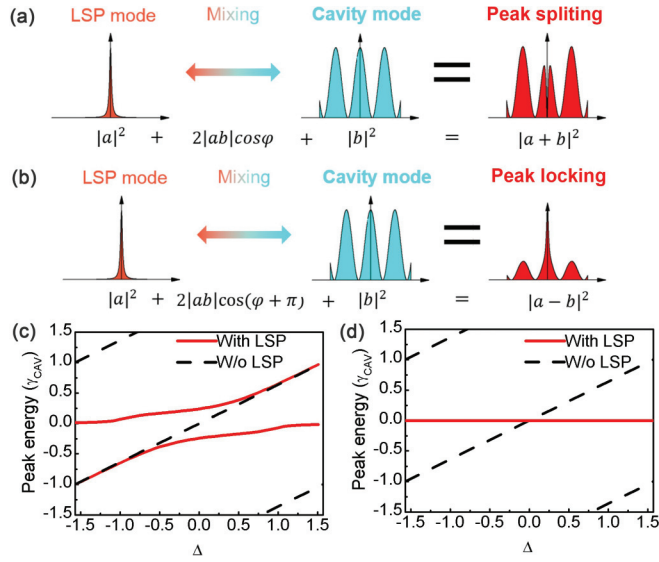 (a)
LSP mode Mixing Cavity mode Peak spliting
=
|a|² + 2|ab|cosφ + |b|² = |a + b|²
(b)
LSP mode Mixing Cavity mode Peak locking
=
|a|² + 2|ab|cos(φ + π) + |b|² = |a − b|²
(c)
Peak energy (γCAV)
1.5
1.0
0.5
0.0
-0.5
-1.0
-1.5
With LSP
W/o LSP
-1.5 -1.0 -0.5 0.0 0.5 1.0 1.5
Δ
(d)
Peak energy (γCAV)
1.5
1.0
0.5
0.0
-0.5
-1.0
-1.5
With LSP
W/o LSP
-1.5 -1.0 -0.5 0.0 0.5 1.0 1.5
Δ